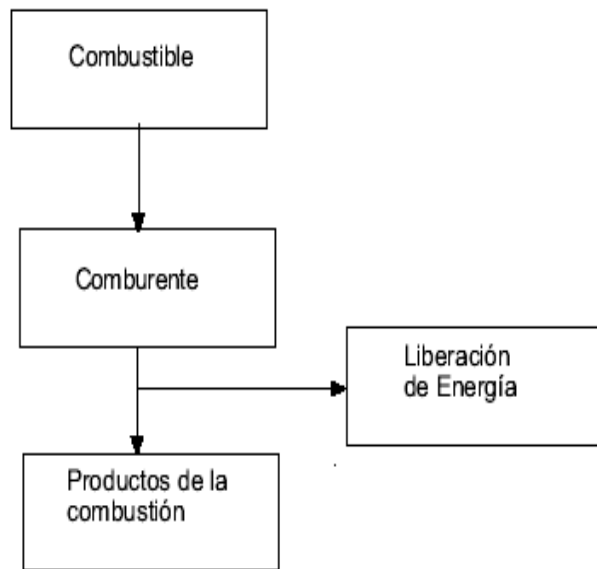 Combustible
Comburente
Liberación
de Energía
Productos de la
combustión